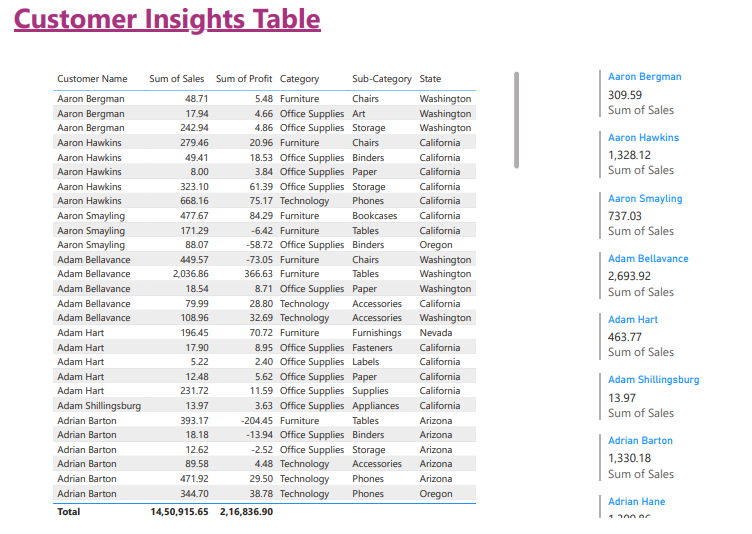 Customer Insights Table
Customer Name Sum of Sales Sum of Profit Category Sub-Category State
Aaron Bergman 48.71 5.48 Furniture Chairs Washington
Aaron Bergman 17.94 4.66 Office Supplies Art Washington
Aaron Bergman 242.94 4.86 Office Supplies Storage Washington
Aaron Hawkins 279.46 20.96 Furniture Chairs California
Aaron Hawkins 49.41 18.53 Office Supplies Binders California
Aaron Hawkins 8.00 3.84 Office Supplies Paper California
Aaron Hawkins 323.10 61.39 Office Supplies Storage California
Aaron Hawkins 668.16 75.17 Technology Phones California
Aaron Smayling 477.67 84.29 Furniture Bookcases California
Aaron Smayling 171.29 -6.42 Furniture Tables California
Aaron Smayling 88.07 -58.72 Office Supplies Binders Oregon
Adam Bellavance 449.57 -73.05 Furniture Chairs Washington
Adam Bellavance 2,036.86 366.63 Furniture Tables Washington
Adam Bellavance 18.54 8.71 Office Supplies Paper Washington
Adam Bellavance 79.99 28.80 Technology Accessories California
Adam Bellavance 108.96 32.69 Technology Accessories Washington
Adam Hart 196.45 70.72 Furniture Furnishings Nevada
Adam Hart 17.90 8.95 Office Supplies Fasteners California
Adam Hart 5.22 2.40 Office Supplies Labels California
Adam Hart 12.48 5.62 Office Supplies Paper California
Adam Hart 231.72 11.59 Office Supplies Supplies California
Adam Shillingsburg 13.97 3.63 Office Supplies Appliances California
Adrian Barton 393.17 -204.45 Furniture Tables Arizona
Adrian Barton 18.18 -13.94 Office Supplies Binders Arizona
Adrian Barton 12.62 -2.52 Office Supplies Storage Arizona
Adrian Barton 89.58 4.48 Technology Accessories Arizona
Adrian Barton 471.92 29.50 Technology Phones Arizona
Adrian Barton 344.70 38.78 Technology Phones Oregon
Total 14,50,915.65 2,16,836.90
Aaron Bergman
309.59
Sum of Sales
Aaron Hawkins
1,328.12
Sum of Sales
Aaron Smayling
737.03
Sum of Sales
Adam Bellavance
2,693.92
Sum of Sales
Adam Hart
463.77
Sum of Sales
Adam Shillingsburg
13.97
Sum of Sales
Adrian Barton
1,330.18
Sum of Sales
Adrian Hane